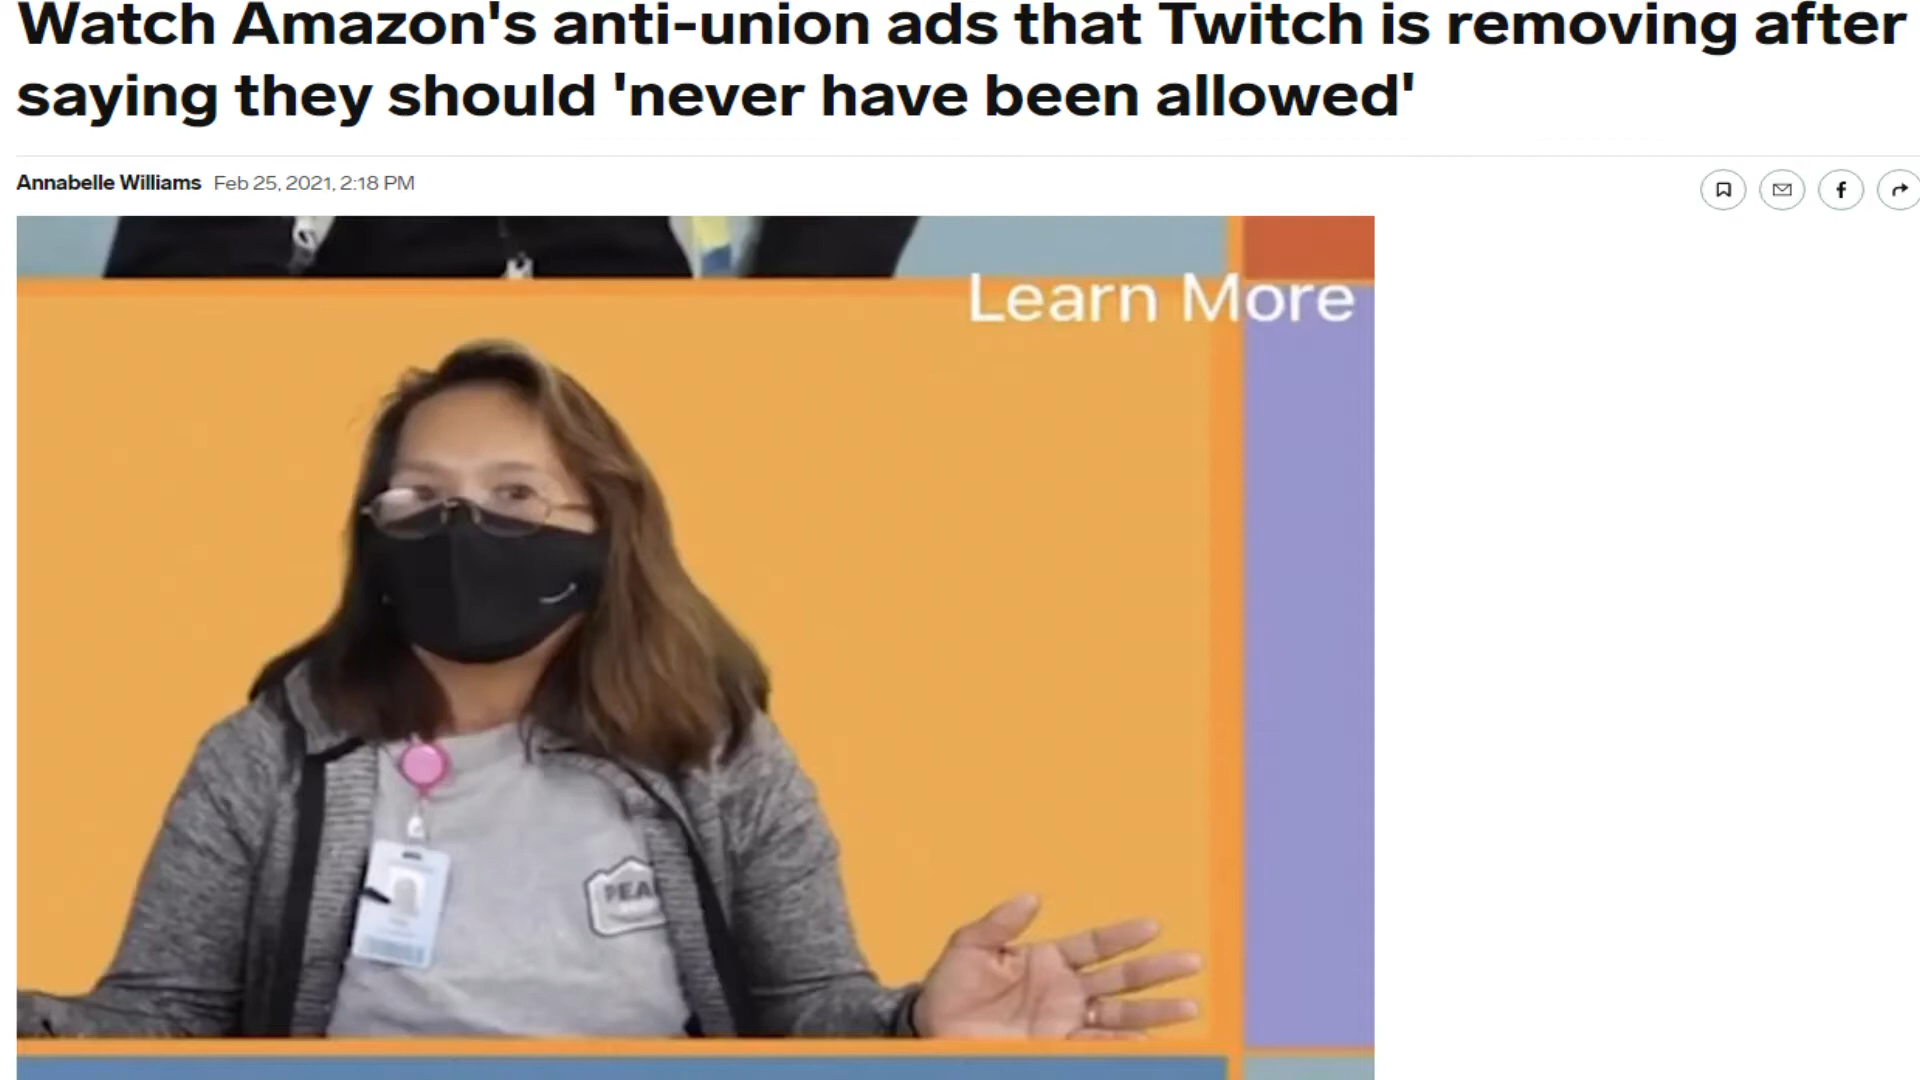 Watch Amazon's anti-union ads that Twitch is removing after
saying they should 'never have been allowed'
Annabelle Williams Feb 25, 2021, 2:18 PM
Learn More
PEA